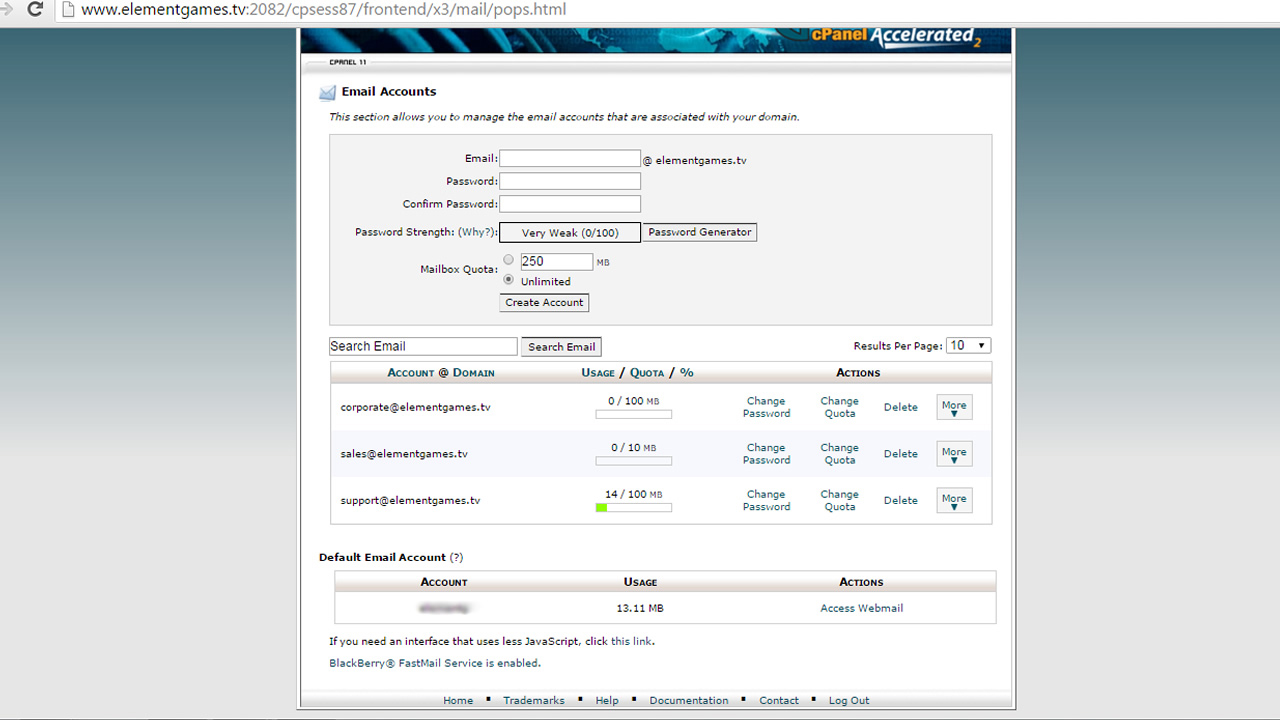 www.elementgames.tv:2082/cpsess87/frontend/x3/mail/pops.html
cPanel Accelerated2
CPANEL 11
Email Accounts
This section allows you to manage the email accounts that are associated with your domain.
Email: @ elementgames.tv
Password:
Confirm Password:
Password Strength: (Why?): Very Weak (0/100) Password Generator
Mailbox Quota: 250 MB
Unlimited
Create Account
Search Email Search Email Results Per Page: 10
Account @ Domain Usage / Quota / % Actions
corporate@elementgames.tv 0 / 100 MB Change Password Change Quota Delete More
sales@elementgames.tv 0 / 10 MB Change Password Change Quota Delete More
support@elementgames.tv 14 / 100 MB Change Password Change Quota Delete More
Default Email Account (?)
Account Usage Actions
13.11 MB Access Webmail
If you need an interface that uses less JavaScript, click this link.
BlackBerry® FastMail Service is enabled.
Home Trademarks Help Documentation Contact Log Out